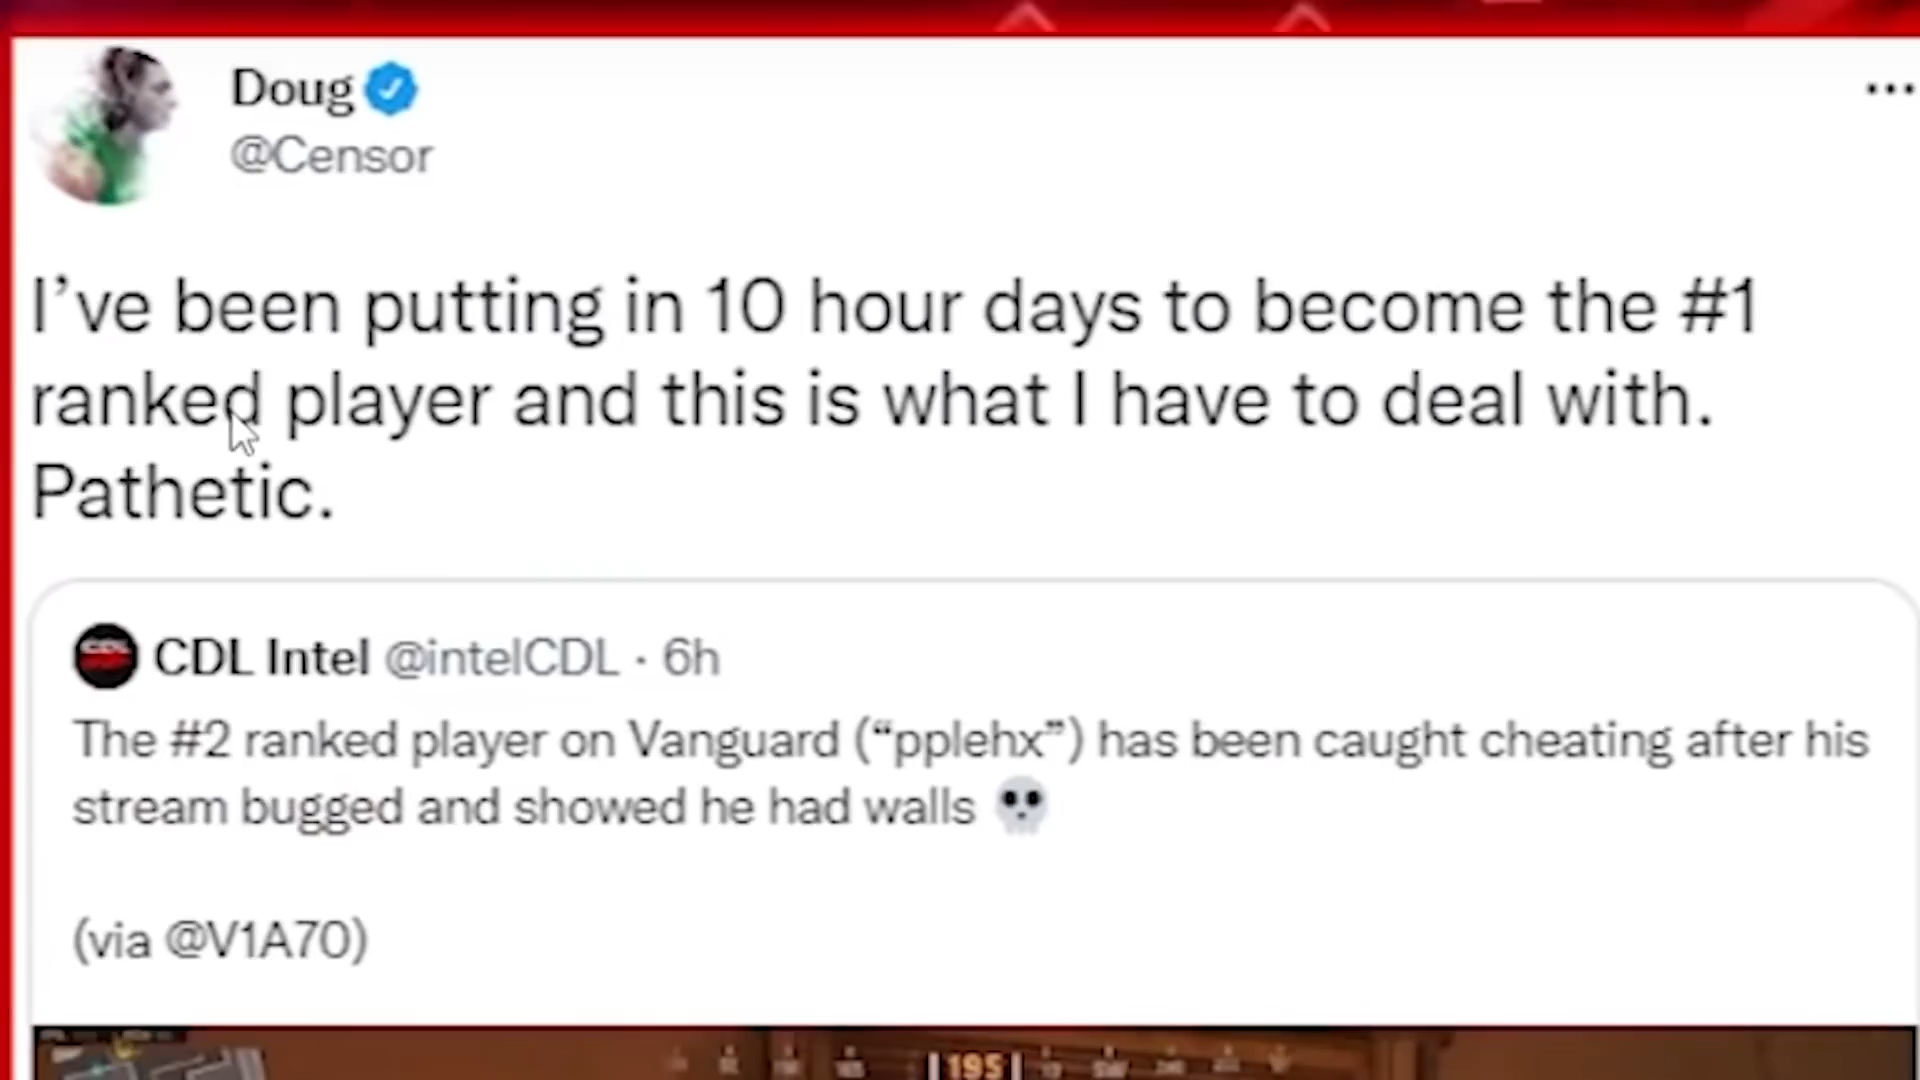 Doug
@Censor
I’ve been putting in 10 hour days to become the #1
ranked player and this is what I have to deal with.
Pathetic.
CDL Intel @intelCDL · 6h
The #2 ranked player on Vanguard (“pplehx”) has been caught cheating after his
stream bugged and showed he had walls 💀
(via @V1A70)
195